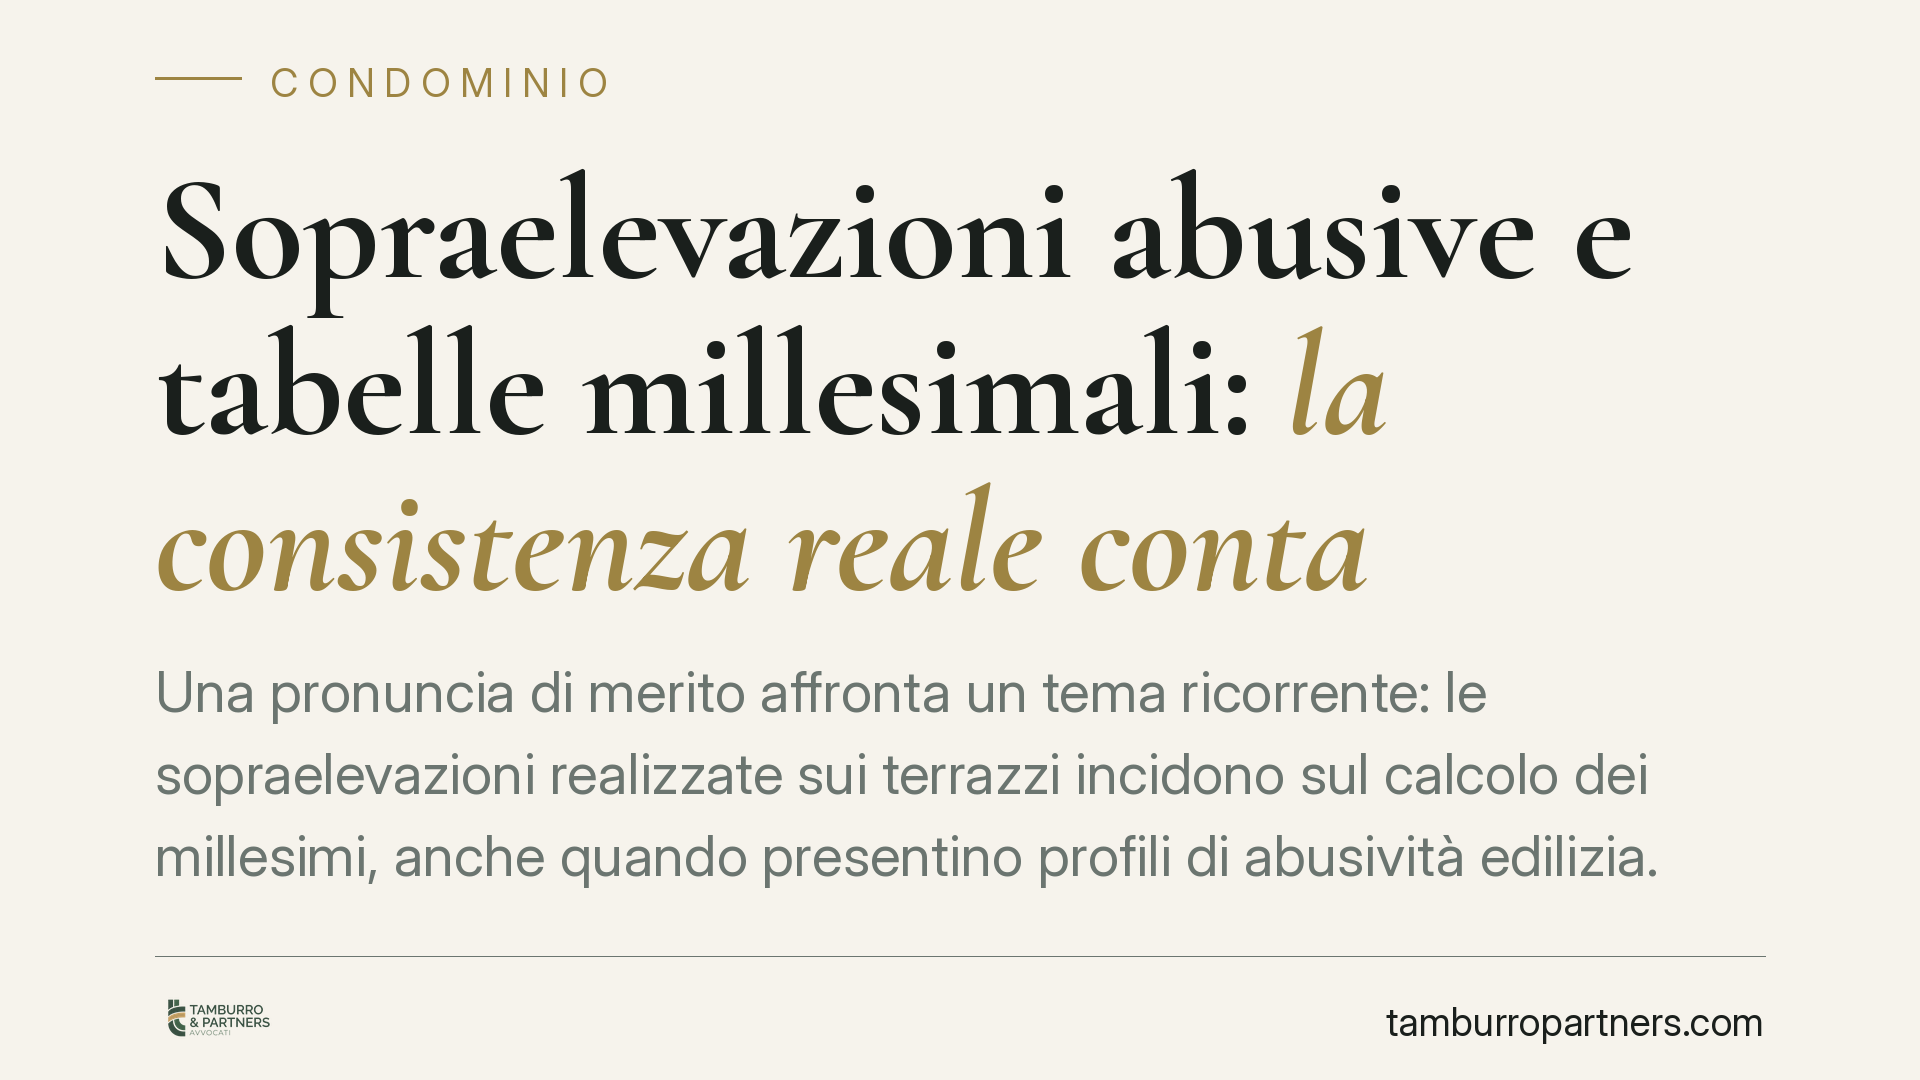 CONDOMINIO
Sopraelevazioni abusive e
tabelle millesimali: la
consistenza reale conta
Una pronuncia di merito affronta un tema ricorrente: le
sopraelevazioni realizzate sui terrazzi incidono sul calcolo dei
millesimi, anche quando presentino profili di abusività edilizia.
TAMBURRO
& PARTNERS
AVVOCATI
tamburropartners.com